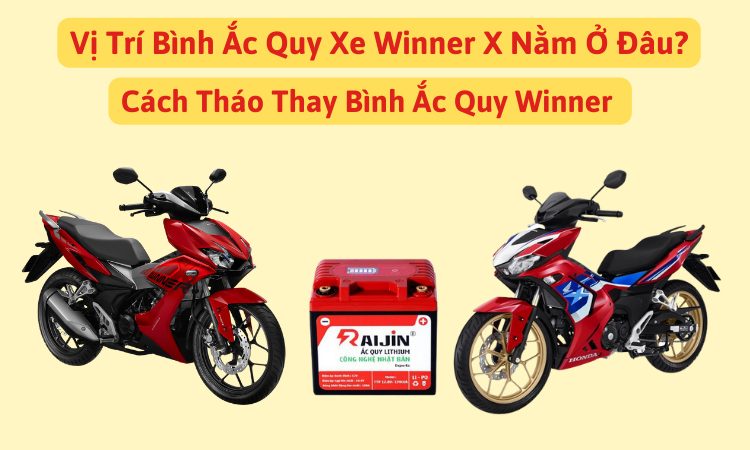 Vị Trí Bình Ắc Quy Xe Winner X Nằm Ở Đâu?
Cách Tháo Thay Bình Ắc Quy Winner
RAIJIN
ẮC QUY LITHIUM
CÔNG NGHỆ NHẬT BẢN
HONDA